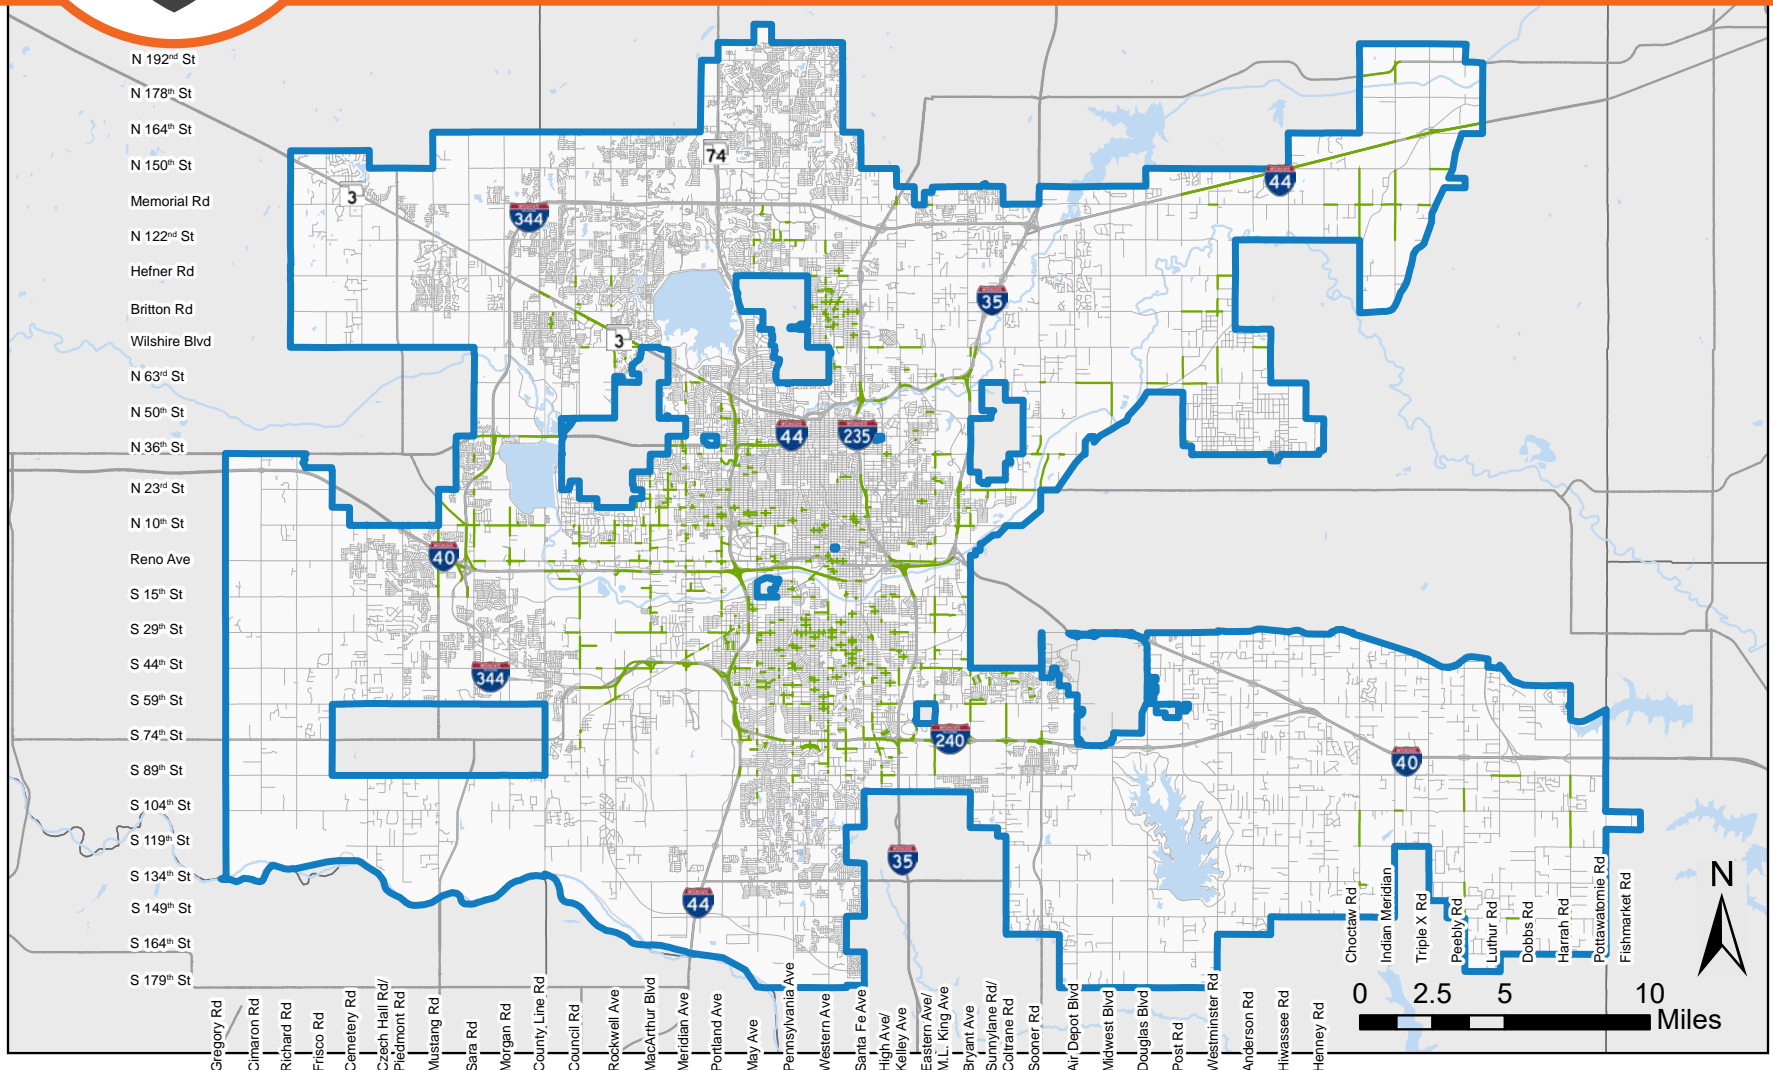 N 192nd St
N 178th St
N 164th St
N 150th St
Memorial Rd
N 122nd St
Hefner Rd
Britton Rd
Wilshire Blvd
N 63rd St
N 50th St
N 36th St
N 23rd St
N 10th St
Reno Ave
S 15th St
S 29th St
S 44th St
S 59th St
S 74th St
S 89th St
S 104th St
S 119th St
S 134th St
S 149th St
S 164th St
S 179th St
74
3
344
44
35
3
44
235
40
344
240
40
35
44
Gregory Rd
Cimarron Rd
Richard Rd
Frisco Rd
Cemetery Rd
Czech Hall Rd/
Piedmont Rd
Mustang Rd
Sara Rd
Morgan Rd
County Line Rd
Council Rd
Rockwell Ave
MacArthur Blvd
Meridian Ave
Portland Ave
May Ave
Pennsylvania Ave
Western Ave
Santa Fe Ave
High Ave/
Kelley Ave
Eastern Ave/
M.L. King Ave
Bryant Ave
Sunnylane Rd/
Coltrane Rd
Sooner Rd
Air Depot Blvd
Midwest Blvd
Douglas Blvd
Post Rd
Westminster Rd
Anderson Rd
Hiwassee Rd
Henney Rd
Choctaw Rd
Indian Meridian
Triple X Rd
Peebly Rd
Luthur Rd
Dobbs Rd
Harrah Rd
Pottawatomie Rd
Fishmarket Rd
N
0 2.5 5 10
Miles